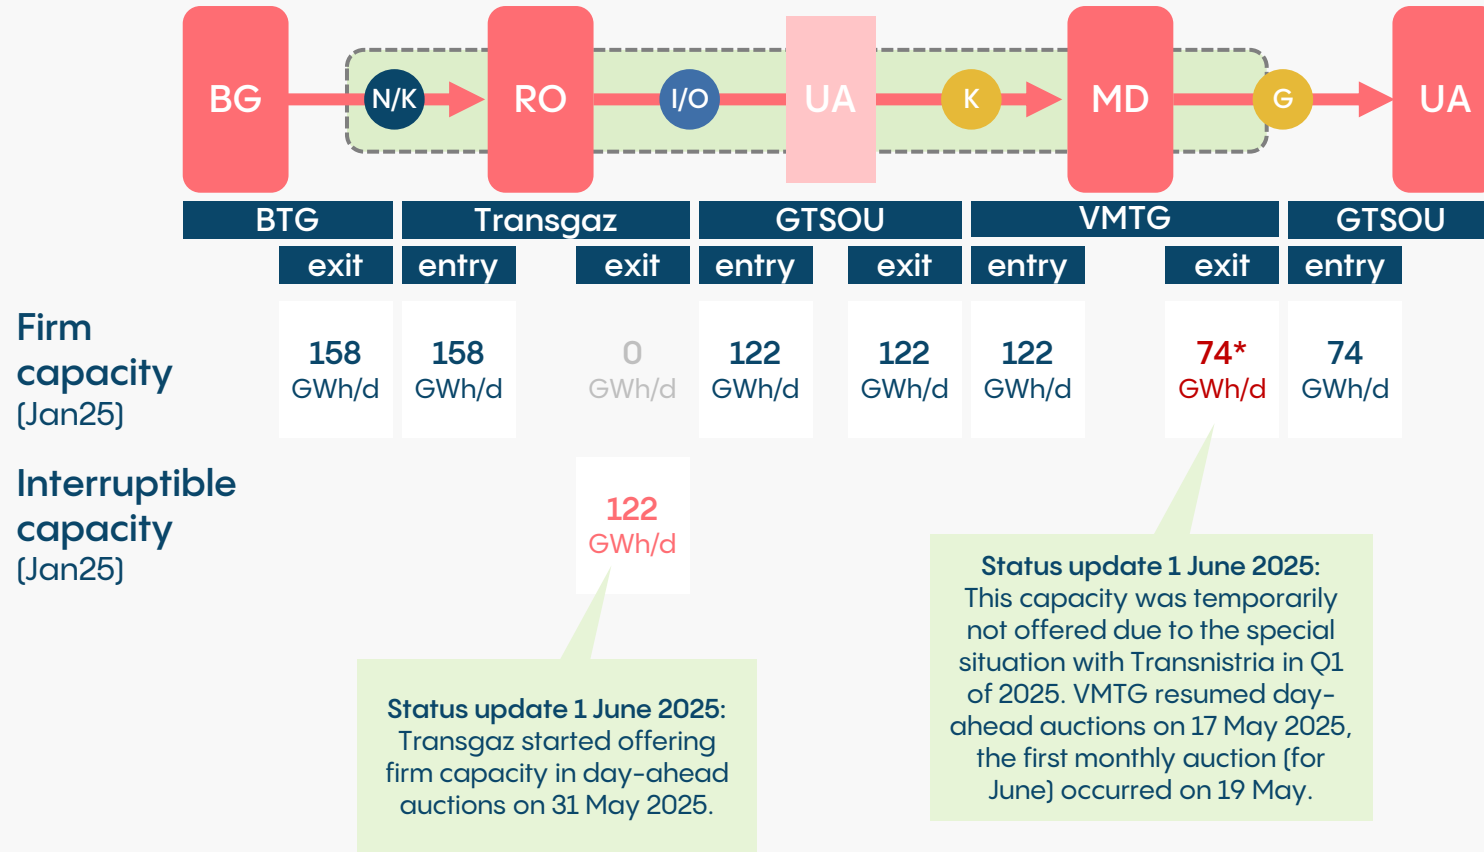 BG
N/K
RO
I/O
UA
K
MD
G
UA
BTG
Transgaz
GTSOU
VMTG
GTSOU
exit
entry
exit
entry
exit
entry
exit
entry
Firm
capacity
(Jan25)
158
GWh/d
158
GWh/d
0
GWh/d
122
GWh/d
122
GWh/d
122
GWh/d
74*
GWh/d
74
GWh/d
Interruptible
capacity
(Jan25)
122
GWh/d
Status update 1 June 2025:
Transgaz started offering
firm capacity in day-ahead
auctions on 31 May 2025.
Status update 1 June 2025:
This capacity was temporarily
not offered due to the special
situation with Transnistria in Q1
of 2025. VMTG resumed day-
ahead auctions on 17 May 2025,
the first monthly auction (for
June) occurred on 19 May.